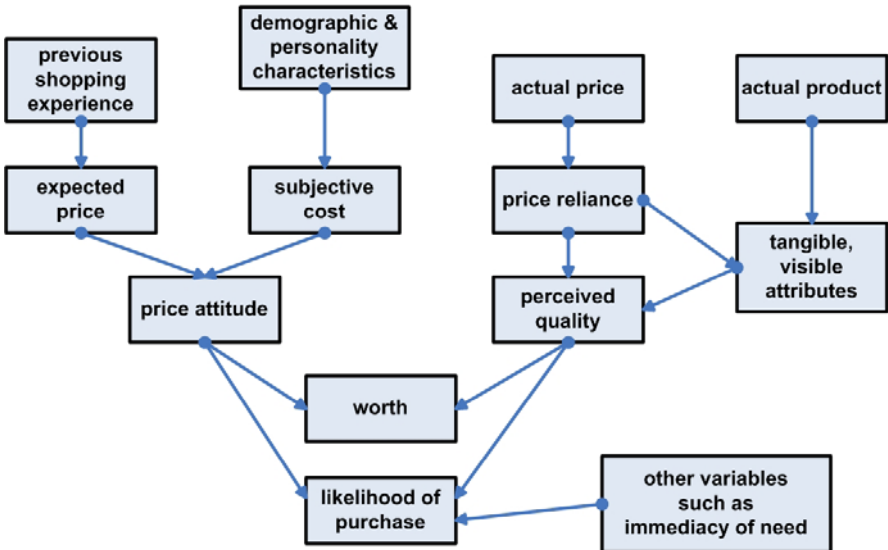 previous
shopping
experience
demographic &
personality
characteristics
actual price
actual product
expected
price
subjective
cost
price reliance
tangible,
visible
attributes
price attitude
perceived
quality
worth
likelihood of
purchase
other variables
such as
immediacy of need